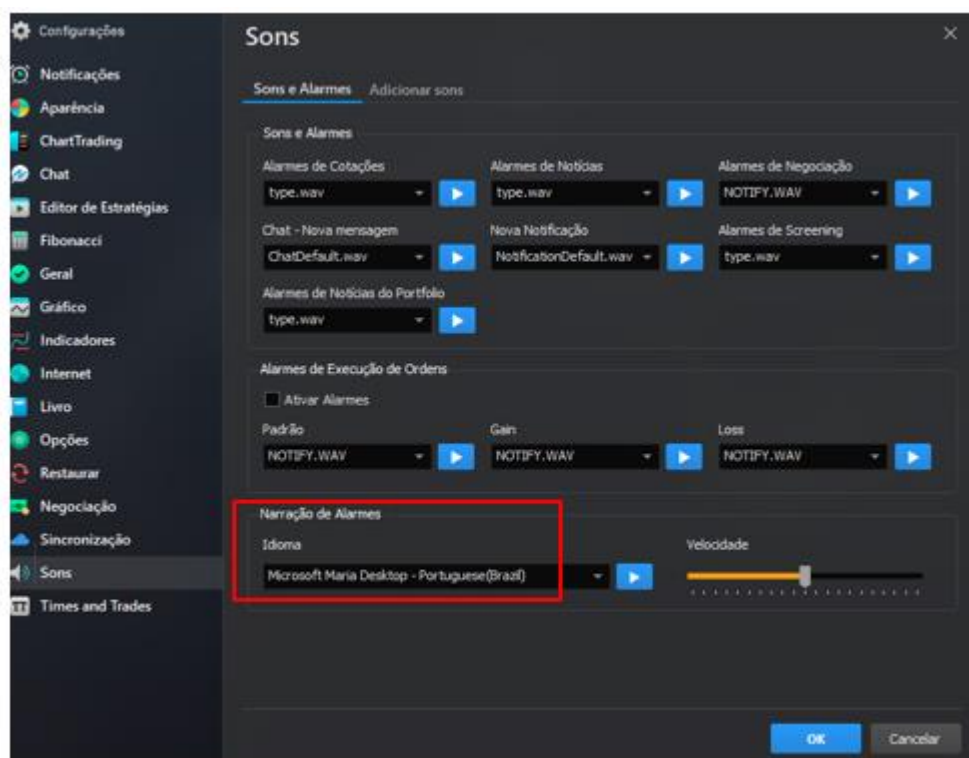 Configurações
Notificações
Aparência
ChartTrading
Chat
Editor de Estratégias
Fibonacci
Geral
Gráfico
Indicadores
Internet
Livro
Opções
Restaurar
Negociação
Sincronização
Sons
Times and Trades
Sons
Sons e Alarmes Adicionar sons
Sons e Alarmes
Alarmes de Cotações Alarmes de Notícias Alarmes de Negociação
type.wav type.wav NOTIFY.WAV
Chat - Nova mensagem Nova Notificação Alarmes de Screening
ChatDefault.wav NotificationDefault.wav type.wav
Alarmes de Notícias do Portfolio
type.wav
Alarmes de Execução de Ordens
Ativar Alarmes
Padrão Gain Loss
NOTIFY.WAV NOTIFY.WAV NOTIFY.WAV
Narração de Alarmes
Idioma Velocidade
Microsoft Maria Desktop - Portuguese(Brazil)
OK Cancelar